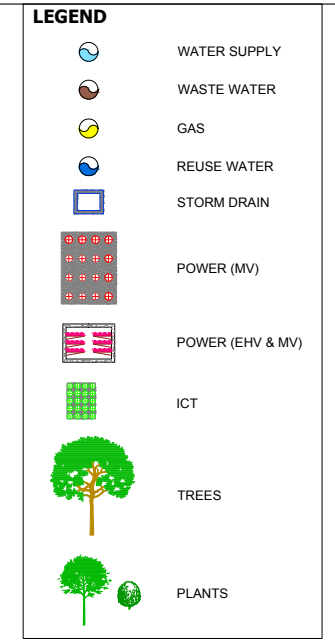 LEGEND
WATER SUPPLY
WASTE WATER
GAS
REUSE WATER
STORM DRAIN
POWER (MV)
POWER (EHV & MV)
ICT
TREES
PLANTS